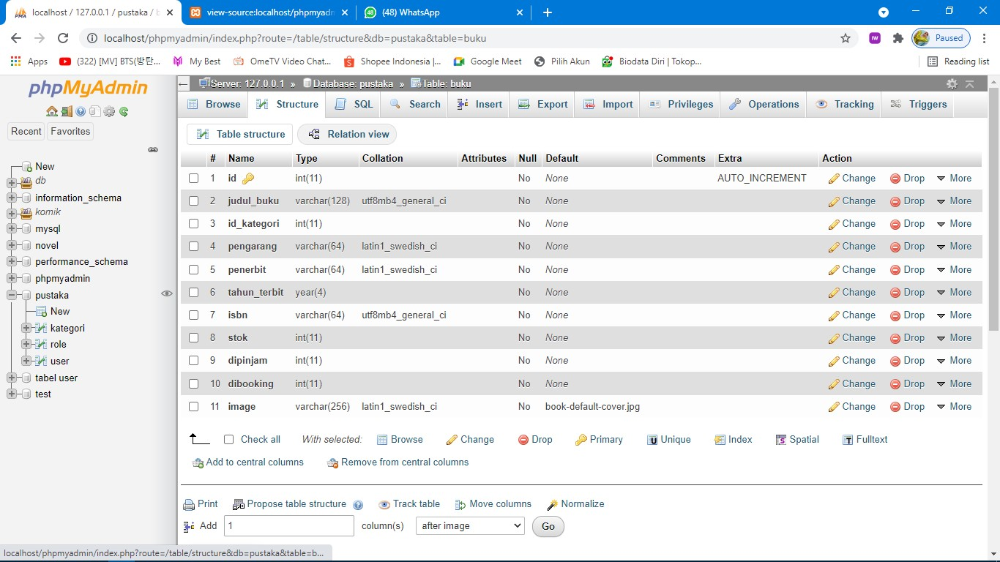 localhost / 127.0.0.1 / pustaka / b
view-source:localhost/phpmyadm
(48) WhatsApp
localhost/phpmyadmin/index.php?route=/table/structure&db=pustaka&table=buku
IW
Paused
Apps (322) [MV] BTS(방탄... My Best OmeTV Video Chat... Shopee Indonesia |... Google Meet Pilih Akun Biodata Diri | Tokop... Reading list
phpMyAdmin
Recent Favorites
New
db
information_schema
komik
mysql
novel
performance_schema
phpmyadmin
pustaka
New
kategori
role
user
tabel user
test
Server: 127.0.0.1 » Database: pustaka » Table: buku
Browse Structure SQL Search Insert Export Import Privileges Operations Tracking Triggers
Table structure Relation view
# Name Type Collation Attributes Null Default Comments Extra Action
1 id int(11) No None AUTO_INCREMENT Change Drop More
2 judul_buku varchar(128) utf8mb4_general_ci No None Change Drop More
3 id_kategori int(11) No None Change Drop More
4 pengarang varchar(64) latin1_swedish_ci No None Change Drop More
5 penerbit varchar(64) latin1_swedish_ci No None Change Drop More
6 tahun_terbit year(4) No None Change Drop More
7 isbn varchar(64) utf8mb4_general_ci No None Change Drop More
8 stok int(11) No None Change Drop More
9 dipinjam int(11) No None Change Drop More
10 dibooking int(11) No None Change Drop More
11 image varchar(256) latin1_swedish_ci No book-default-cover.jpg Change Drop More
Check all With selected: Browse Change Drop Primary Unique Index Spatial Fulltext
Add to central columns Remove from central columns
Print Propose table structure Track table Move columns Normalize
Add 1 column(s) after image Go
localhost/phpmyadmin/index.php?route=/table/structure&db=pustaka&table=b...